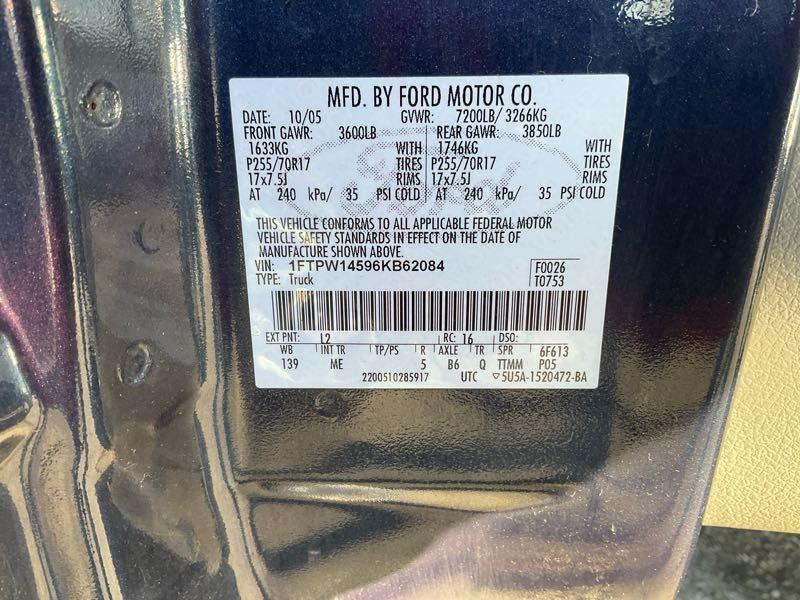 MFD. BY FORD MOTOR CO.
DATE: 10/05 GVWR: 7200LB/ 3266KG
FRONT GAWR: 3600LB REAR GAWR: 3850LB
1633KG WITH 1746KG WITH
P255/70R17 TIRES P255/70R17 TIRES
17x7.5J RIMS 17x7.5J RIMS
AT 240 kPa/ 35 PSI COLD AT 240 kPa/ 35 PSI COLD
THIS VEHICLE CONFORMS TO ALL APPLICABLE FEDERAL MOTOR
VEHICLE SAFETY STANDARDS IN EFFECT ON THE DATE OF
MANUFACTURE SHOWN ABOVE.
VIN: 1FTPW14596KB62084 F0026
TYPE: Truck T0753
EXT PNT: L2 RC: 16 DSO:
WB INT TR TP/PS R AXLE TR SPR 6F613
139 ME 5 B6 Q TTMM P05
2200510285917 UTC ▽5U5A-1520472-BA